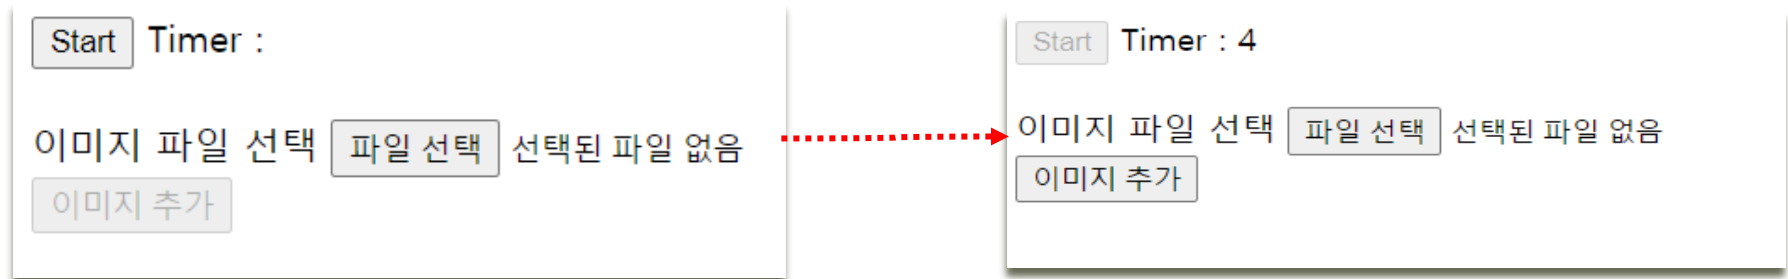 Start Timer :
이미지 파일 선택 파일 선택 선택된 파일 없음
이미지 추가
Start Timer : 4
이미지 파일 선택 파일 선택 선택된 파일 없음
이미지 추가